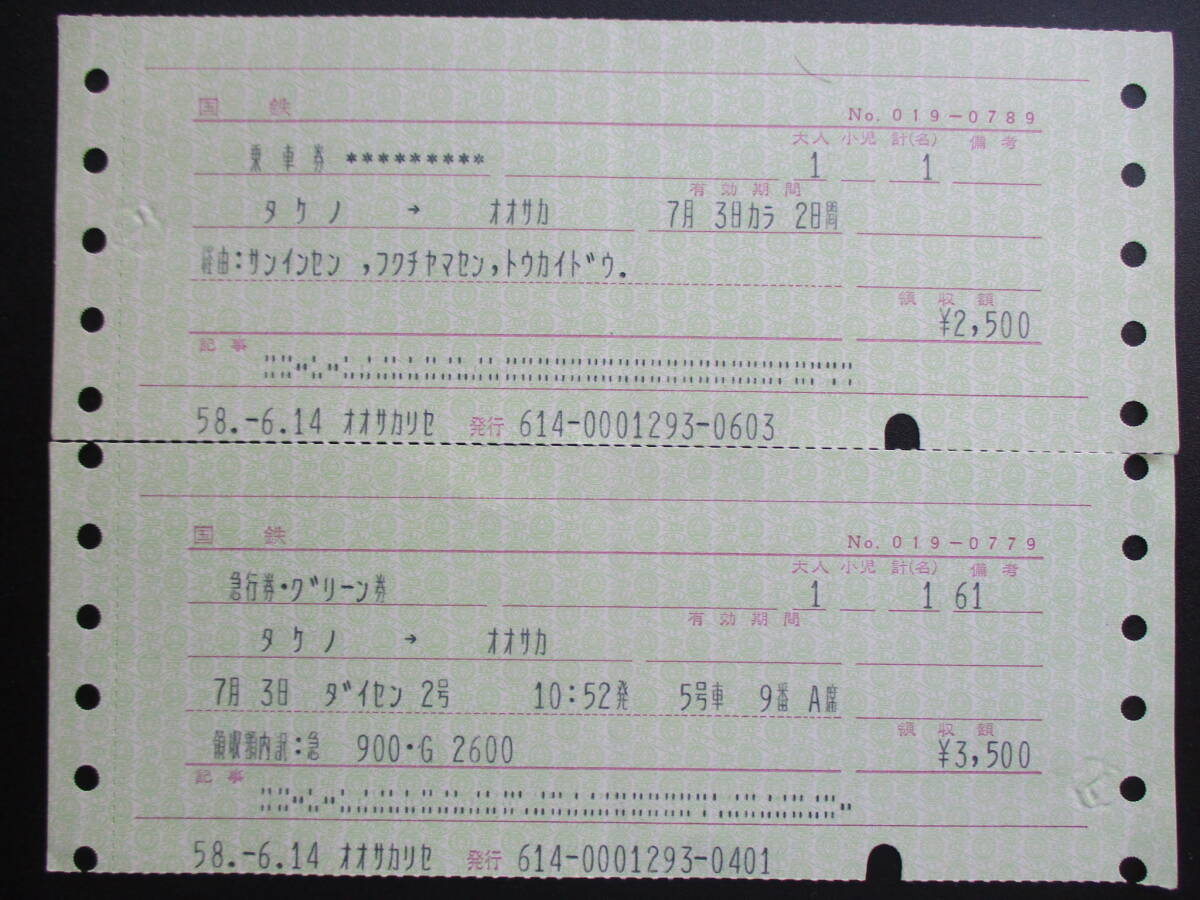 国鉄
No. 019-0789
大人 小児 計(名) 備考
乗車券 ********* 1 1
有効期間
タケノ → オオサカ 7月 3日カラ 2日間
経由:サンインセン ,フクチヤマセン,トウカイドウ.
領収額
¥2,500
記事
58.-6.14 オオサカリセ 発行 614-0001293-0603
国鉄
No. 019-0779
大人 小児 計(名) 備考
急行券・グリーン券 1 1 61
有効期間
タケノ → オオサカ
7月 3日 ダイセン 2号 10:52発 5号車 9番 A席
領収額
領収額内訳:急 900・G 2600 ¥3,500
記事
58.-6.14 オオサカリセ 発行 614-0001293-0401